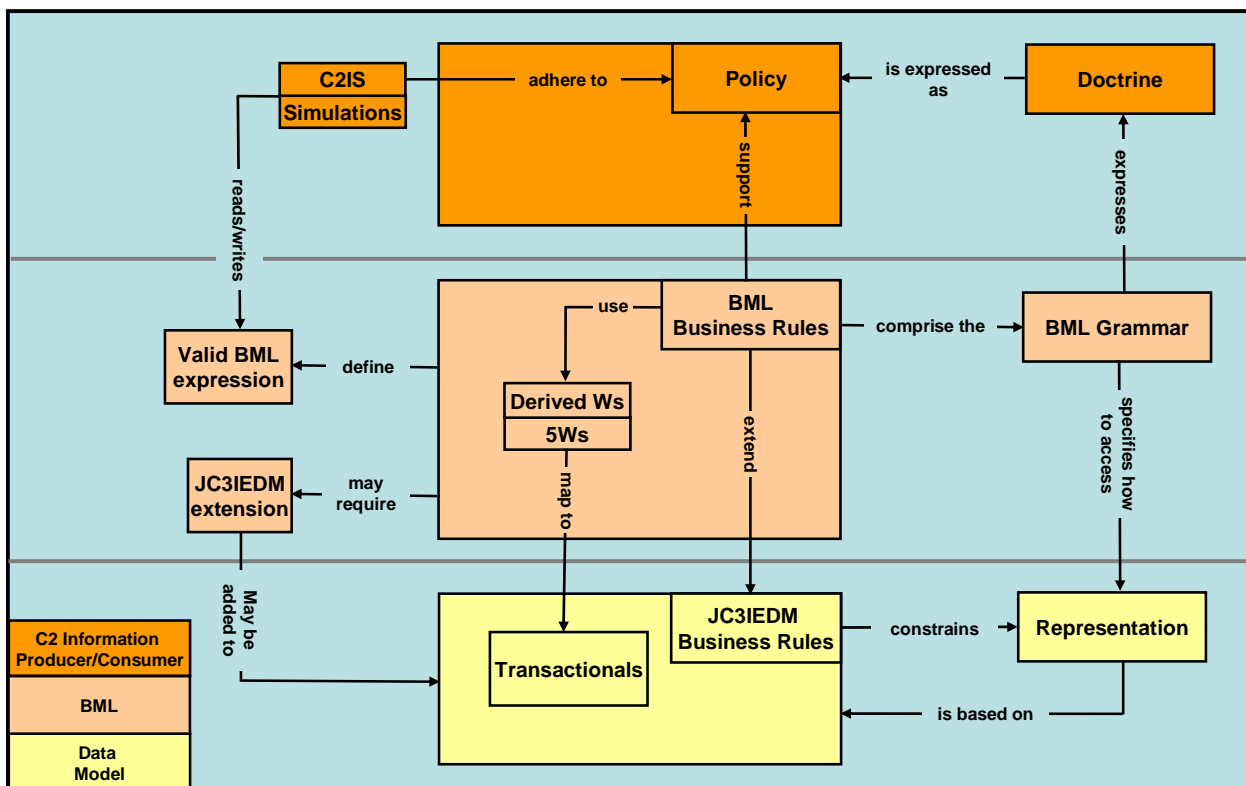 C2IS
Simulations
adhere to
Policy
is expressed
as
Doctrine
support
expresses
reads/writes
use
BML
Business Rules
comprise the
BML Grammar
Valid BML
expression
define
Derived Ws
5Ws
extend
specifies how
to access
JC3IEDM
extension
may
require
map to
May be
added to
JC3IEDM
Business Rules
constrains
Representation
Transactionals
is based on
C2 Information
Producer/Consumer
BML
Data
Model